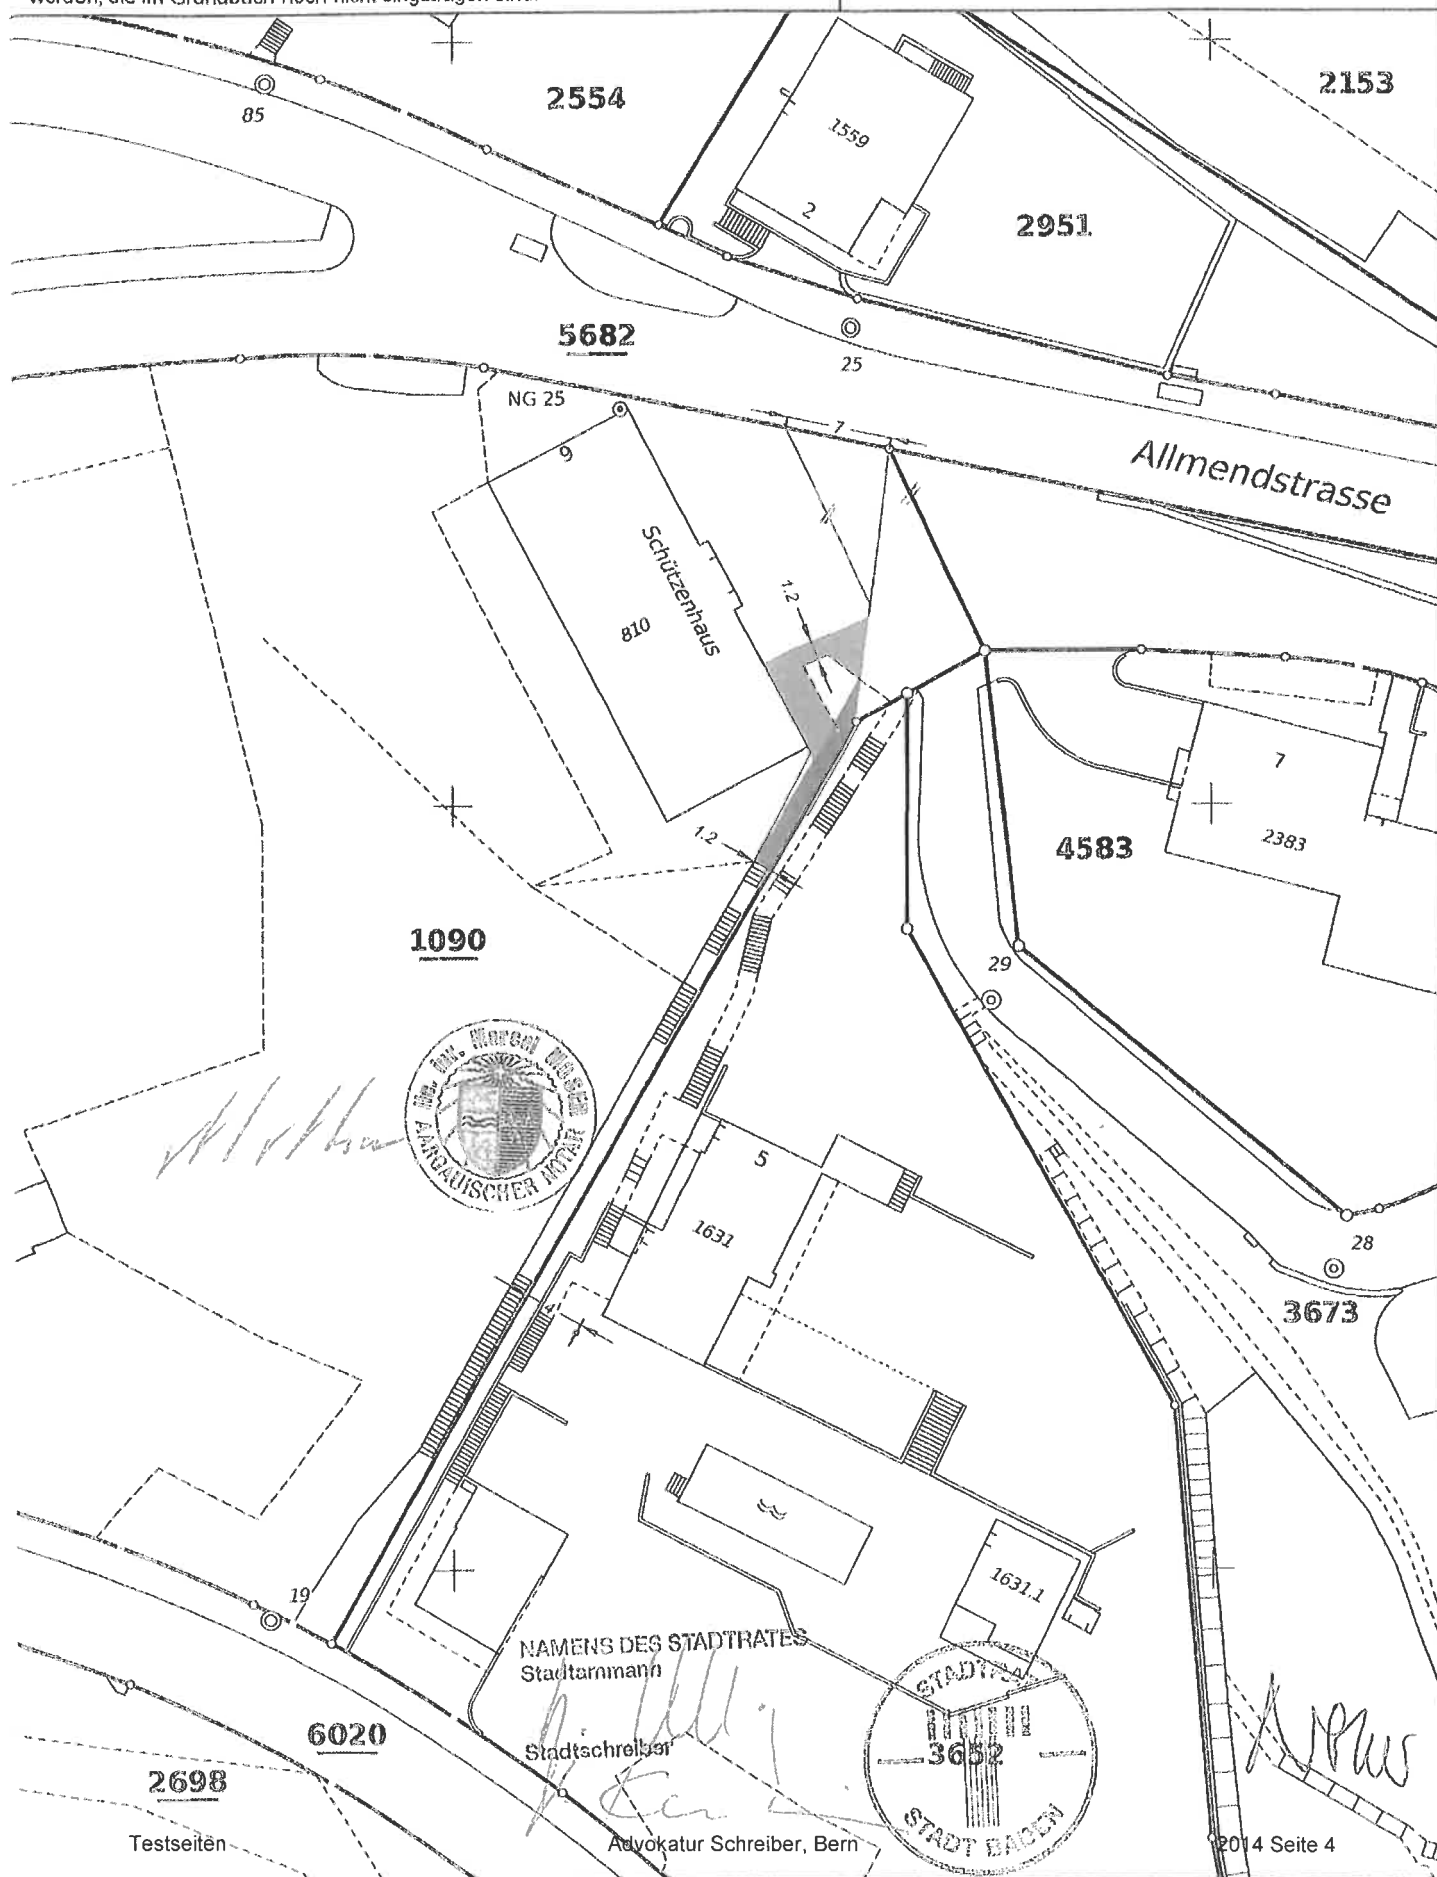 2554
2153
85
1559
2
2951
5682
25
NG 25
7
9
Allmendstrasse
Schützenhaus
810
1.2
7
2383
4583
1.2
1090
29
AARGAUISCHER NOTAR
5
1631
28
3673
4
1631.1
19
NAMENS DES STADTRATES
Stadtammann
STADTRAT
6020
Stadtschreiber
3652
2698
STADT BADEN
Testseiten
Advokatur Schreiber, Bern
2014 Seite 4